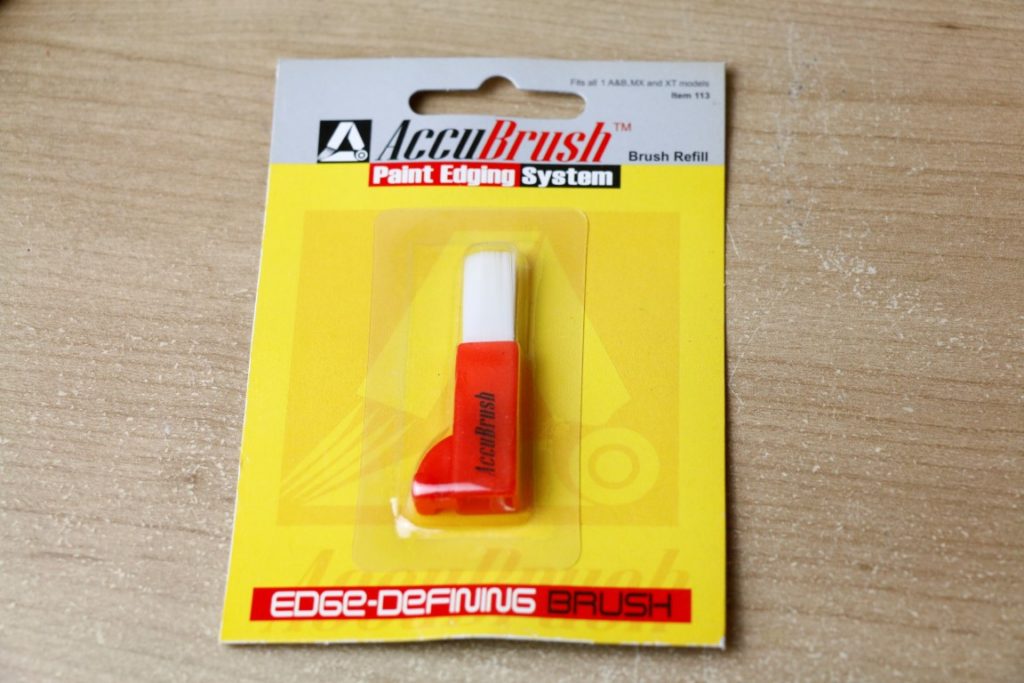 Fits all 1 A&B,MX and XT models
Item 113
AccuBrush™
Brush Refill
Paint Edging System
AccuBrush
AccuBrush
EDGE-DEFINING BRUSH